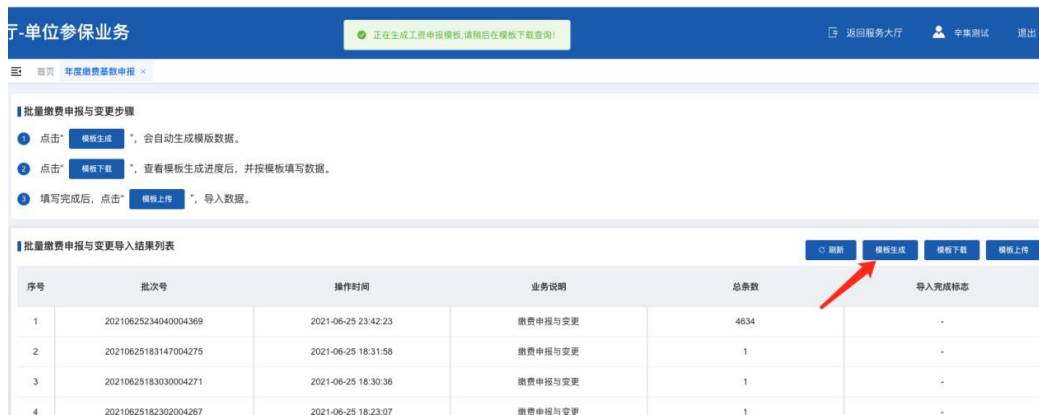 厅-单位参保业务
正在生成工资申报模板,请稍后在模板下载查询!
返回服务大厅
辛集测试
退出
首页 年度缴费基数申报 ×
批量缴费申报与变更步骤
1 点击“ 模板生成 ”，会自动生成模版数据。
2 点击“ 模板下载 ”，查看模板生成进度后，并按模板填写数据。
3 填写完成后，点击“ 模板上传 ”，导入数据。
批量缴费申报与变更导入结果列表
刷新 模板生成 模板下载 模板上传
序号 批次号 操作时间 业务说明 总条数 导入完成标志
1 20210625234040004369 2021-06-25 23:42:23 缴费申报与变更 4634 -
2 20210625183147004275 2021-06-25 18:31:58 缴费申报与变更 1 -
3 20210625183030004271 2021-06-25 18:30:36 缴费申报与变更 1 -
4 20210625182302004267 2021-06-25 18:23:07 缴费申报与变更 1 -